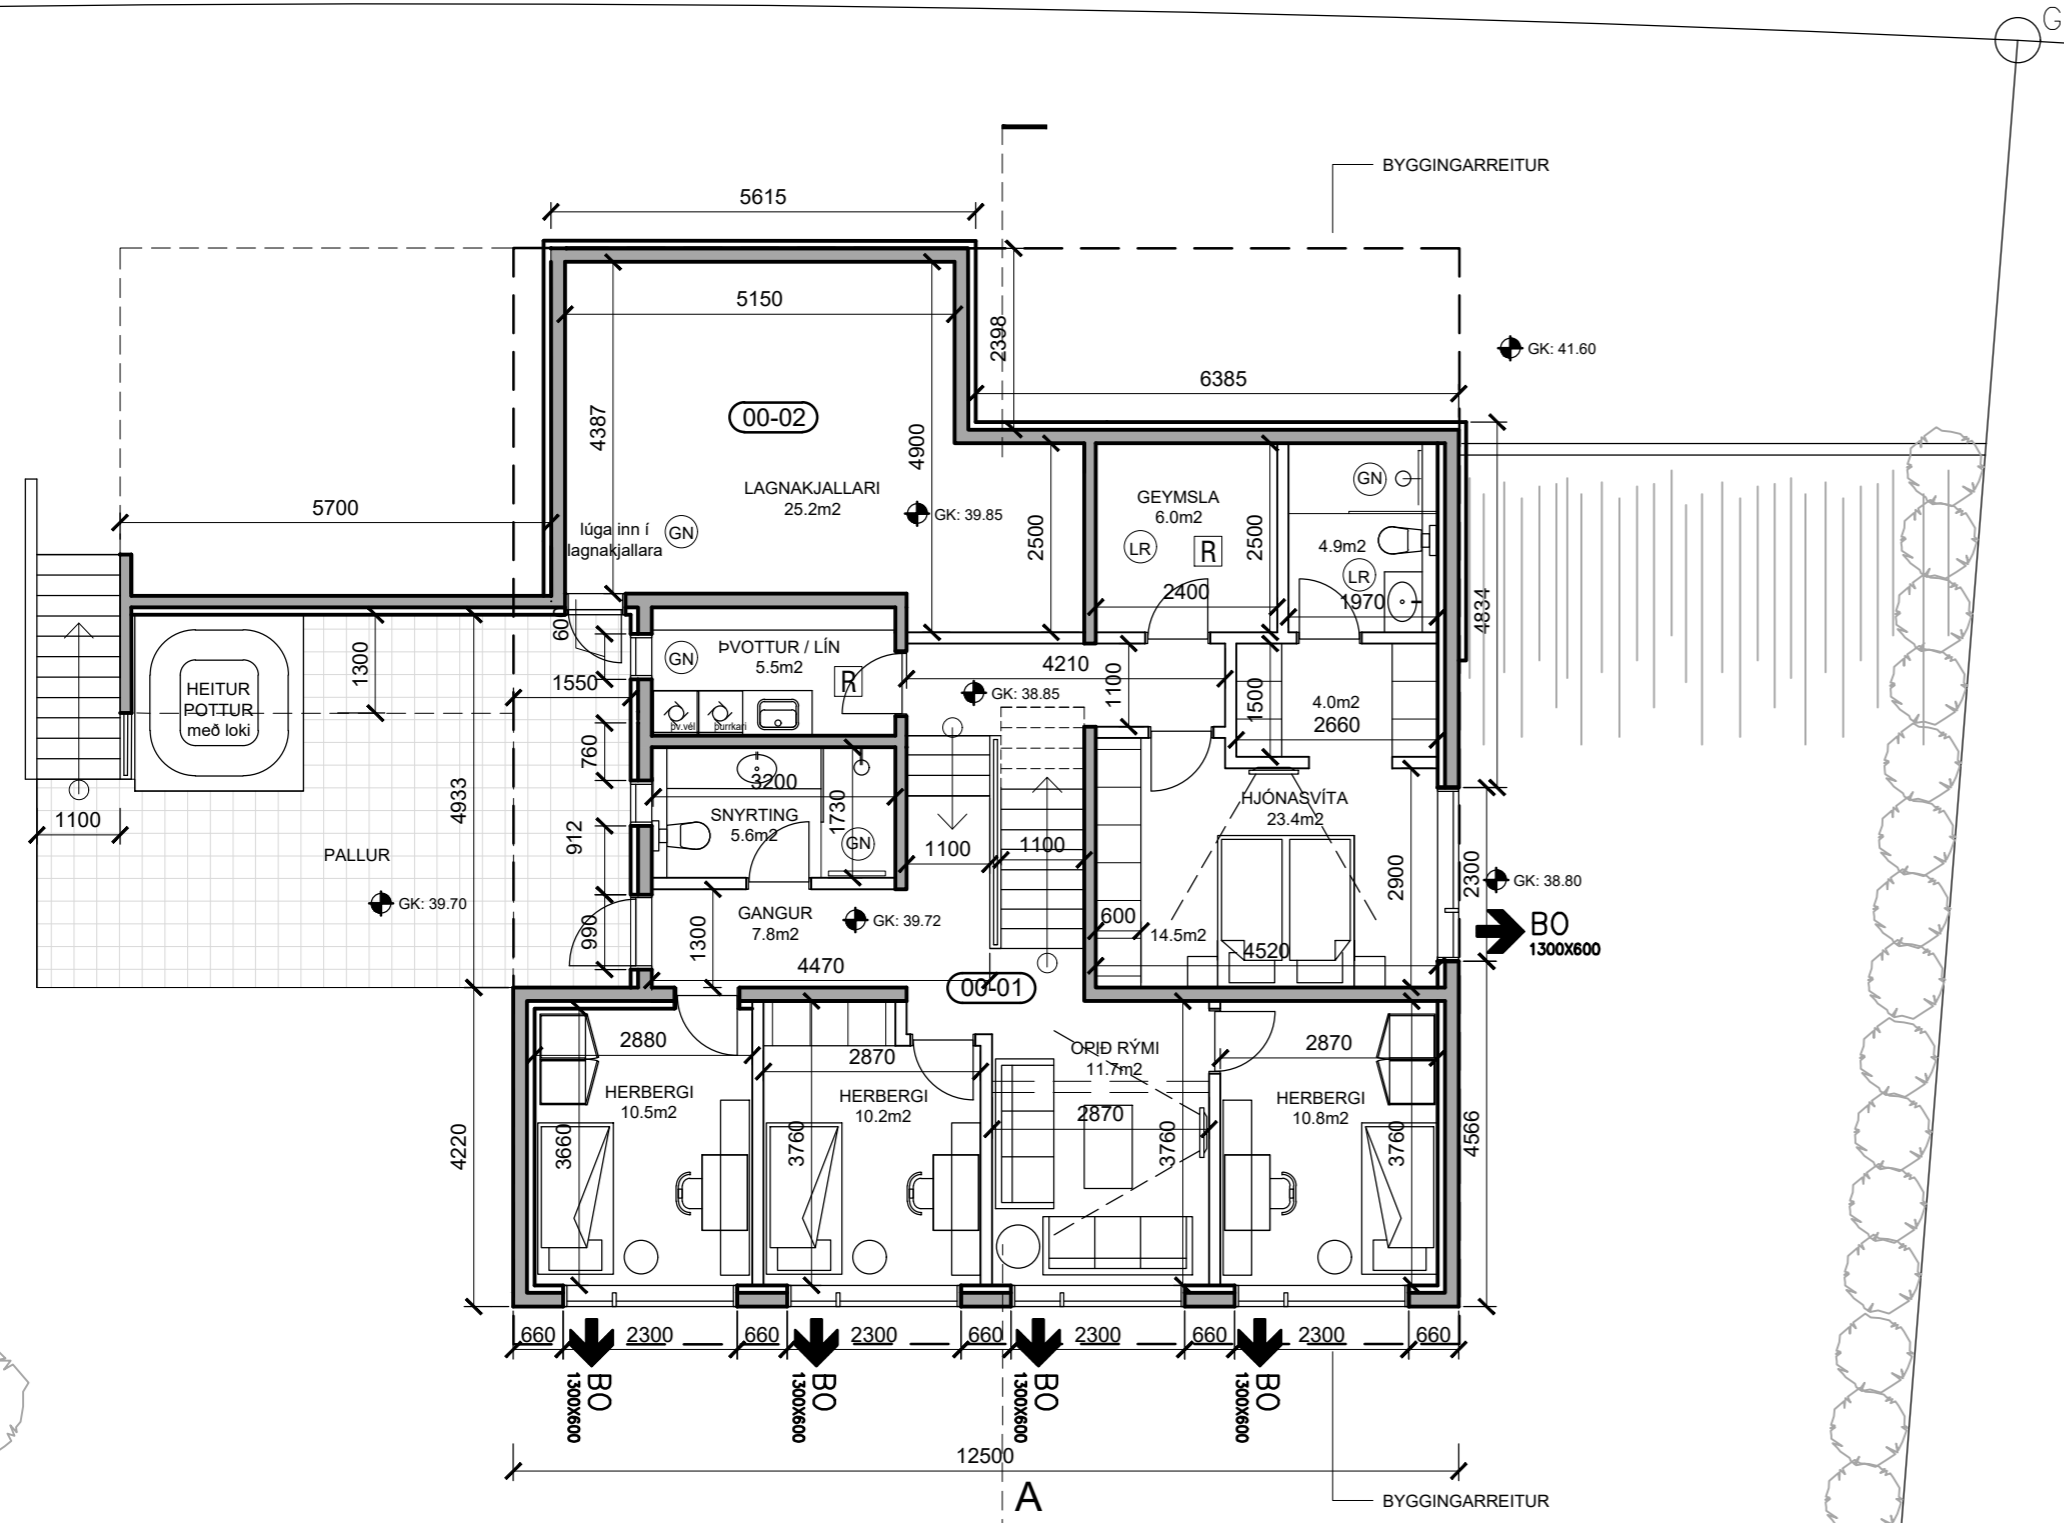 G
BYGGINGARREITUR
5615
5150
2398
GK: 41.60
6385
00-02
4387
4900
LAGNAKJALLARI
25.2m2
GEYMSLA
6.0m2
GN
5700
GK: 39.85
lúga inn í
lagnakjallara
GN
2500
2500
LR
R
4.9m2
LR
2400
1970
4834
60
1300
ÞVOTTUR / LÍN
5.5m2
GN
R
4210
1100
HEITUR
POTTUR
með loki
1550
GK: 38.85
1500
4.0m2
2660
þv.vél
þurrkari
760
4933
3200
1730
HJÓNASVÍTA
23.4m2
SNYRTING
5.6m2
1100
912
GN
1100
1100
PALLUR
2900
2300
GK: 38.80
GK: 39.70
990
1300
GANGUR
7.8m2
GK: 39.72
600
14.5m2
BO
1300X600
4470
4520
00-01
2880
2870
OPIÐ RÝMI
11.7m2
2870
HERBERGI
10.5m2
HERBERGI
10.2m2
HERBERGI
10.8m2
2870
4220
3660
3760
3760
3760
4566
660
2300
660
2300
660
2300
660
2300
660
BO
1300X600
BO
1300X600
BO
1300X600
BO
1300X600
12500
A
BYGGINGARREITUR